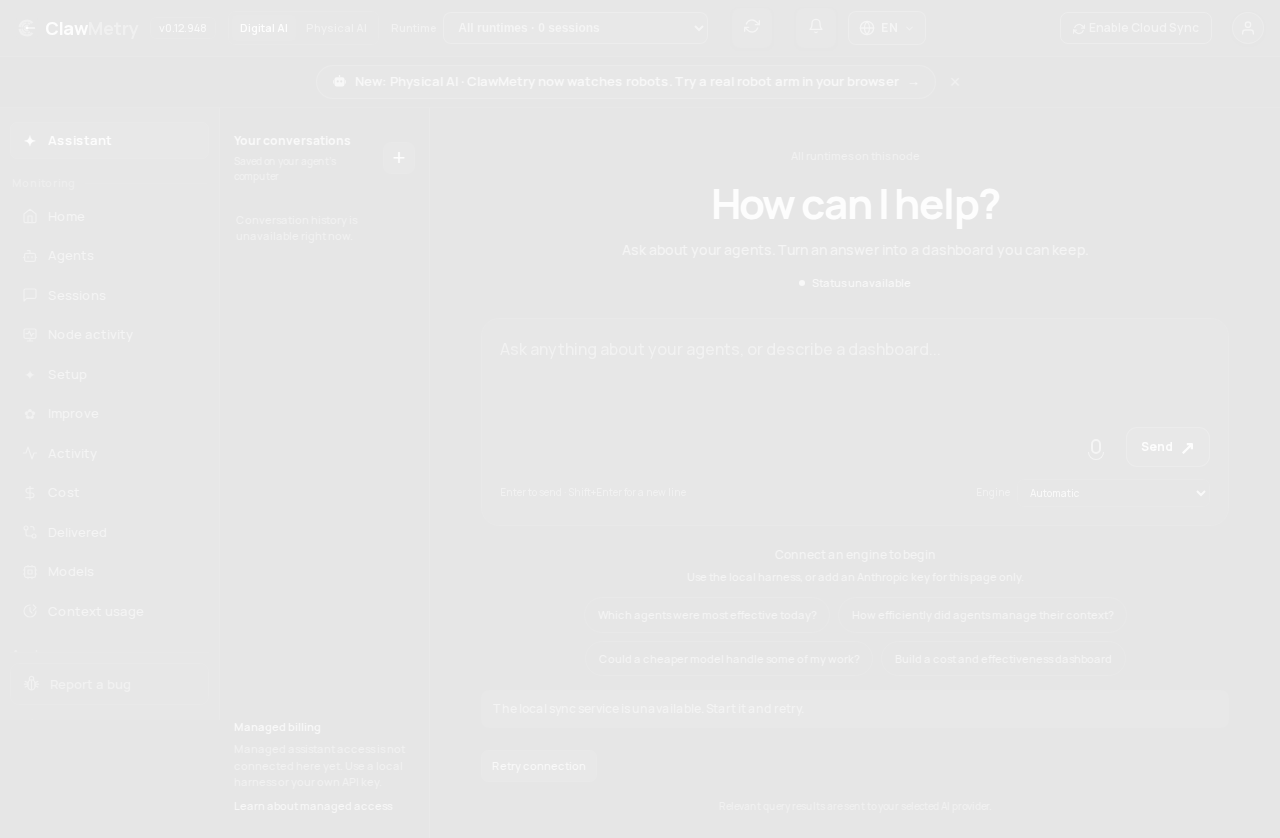 ClawMetry v0.12.948 Digital AI Physical AI Runtime All runtimes - 0 sessions EN Enable Cloud Sync
New: Physical AI · ClawMetry now watches robots. Try a real robot arm in your browser → ×
Assistant
Monitoring
Home
Agents
Sessions
Node activity
Setup
Improve
Activity
Cost
Delivered
Models
Context usage
Report a bug
Your conversations
Saved on your agent's
computer
+
Conversation history is
unavailable right now.
Managed billing
Managed assistant access is not
connected here yet. Use a local
harness or your own API key.
Learn about managed access
All runtimes on this node
How can I help?
Ask about your agents. Turn an answer into a dashboard you can keep.
Status unavailable
Ask anything about your agents, or describe a dashboard...
Send
Enter to send · Shift+Enter for a new line
Engine Automatic
Connect an engine to begin
Use the local harness, or add an Anthropic key for this page only.
Which agents were most effective today? How efficiently did agents manage their context?
Could a cheaper model handle some of my work? Build a cost and effectiveness dashboard
The local sync service is unavailable. Start it and retry.
Retry connection
Relevant query results are sent to your selected AI provider.